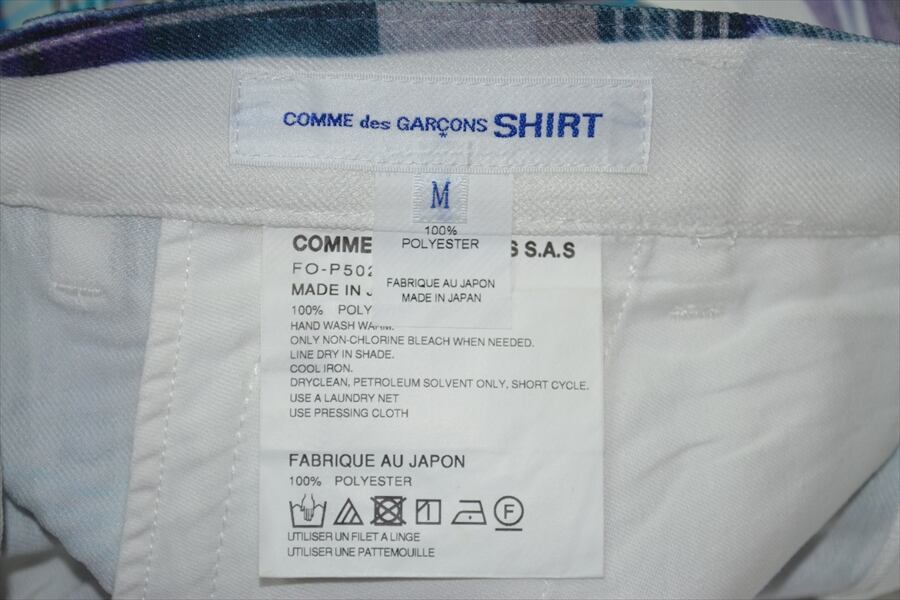 COMME des GARÇONS SHIRT
M
100%
POLYESTER
FABRIQUE AU JAPON
MADE IN JAPAN
COMME S S.A.S
FO-P502
MADE IN J
100% POLY
HAND WASH WARM.
ONLY NON-CHLORINE BLEACH WHEN NEEDED.
LINE DRY IN SHADE.
COOL IRON.
DRYCLEAN, PETROLEUM SOLVENT ONLY, SHORT CYCLE.
USE A LAUNDRY NET
USE PRESSING CLOTH
FABRIQUE AU JAPON
100% POLYESTER
F
UTILISER UN FILET A LINGE
UTILISER UNE PATTEMOUILLE